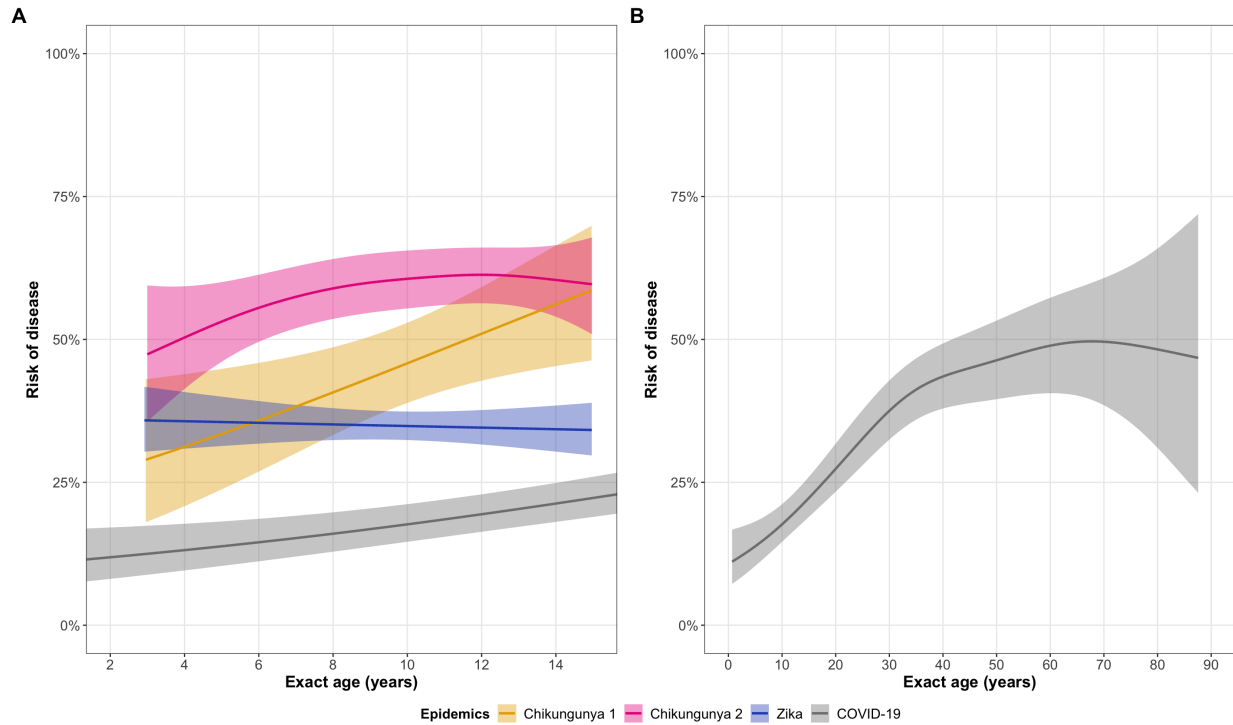 A
B
100%
75%
50%
25%
0%
Risk of disease
2 4 6 8 10 12 14
Exact age (years)
100%
75%
50%
25%
0%
Risk of disease
0 10 20 30 40 50 60 70 80 90
Exact age (years)
Epidemics Chikungunya 1 Chikungunya 2 Zika COVID-19